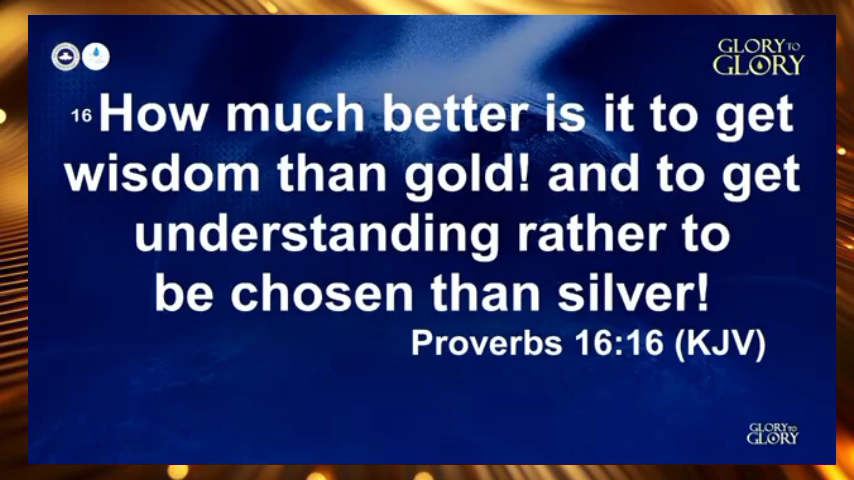 GLORY TO
GLORY
16 How much better is it to get
wisdom than gold! and to get
understanding rather to
be chosen than silver!
Proverbs 16:16 (KJV)
GLORY TO
GLORY